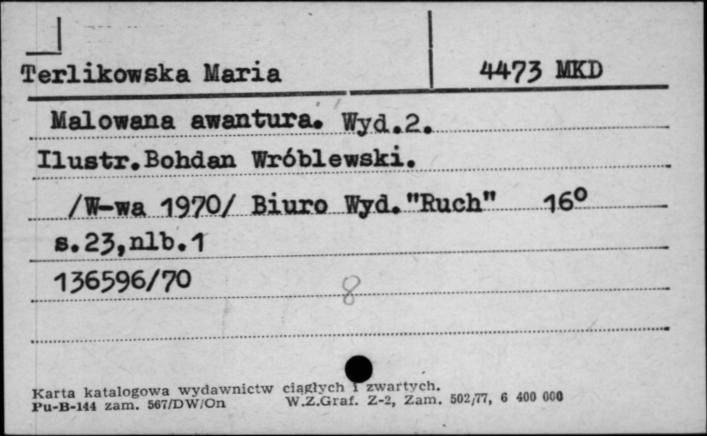 Terlikowska Maria 4473 MKD
Malowana awantura. Wyd.2.
Ilustr.Bohdan Wróblewski.
/W-wa 1970/ Biuro Wyd."Ruch" 16º
s.23,nlb.1
136596/70
8
Karta katalogowa wydawnictw ciągłych i zwartych.
Pu-B-144 zam. 567/DW/On W.Z.Graf. Z-2, Zam. 502/77, 6 400 000